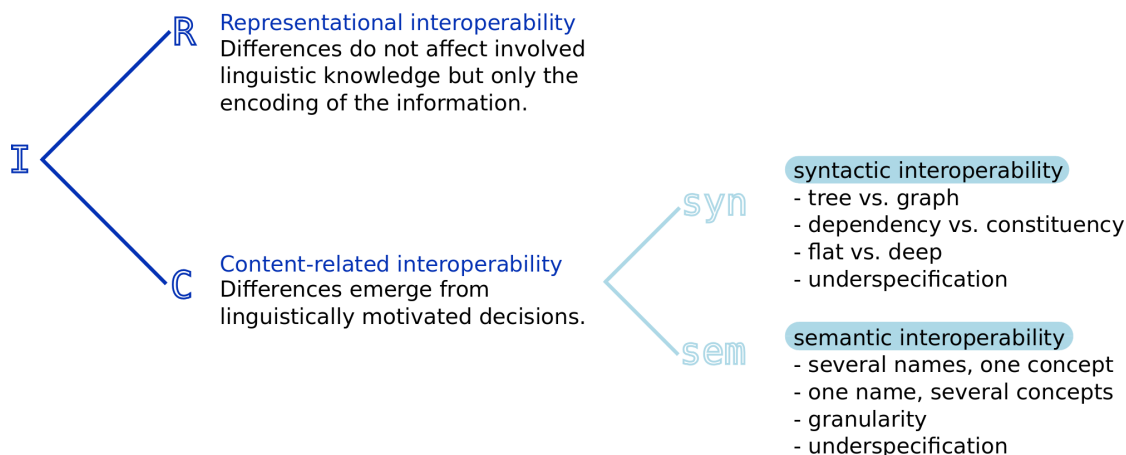 R
Representational interoperability
Differences do not affect involved
linguistic knowledge but only the
encoding of the information.
I
C
Content-related interoperability
Differences emerge from
linguistically motivated decisions.
syn
syntactic interoperability
- tree vs. graph
- dependency vs. constituency
- flat vs. deep
- underspecification
sem
semantic interoperability
- several names, one concept
- one name, several concepts
- granularity
- underspecification